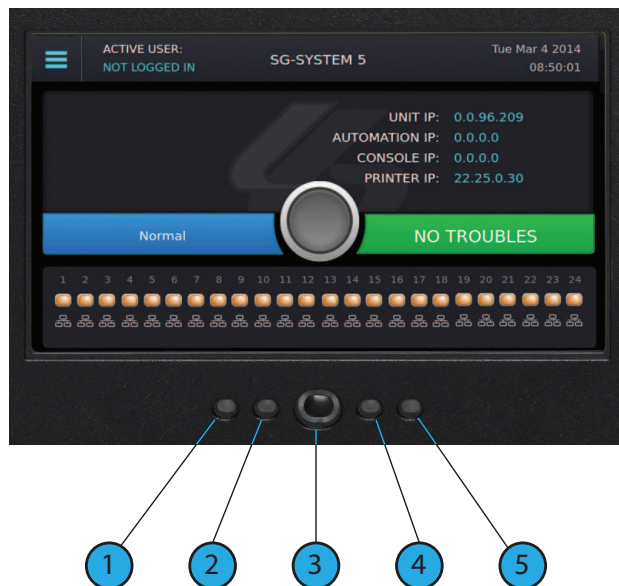 ACTIVE USER:
NOT LOGGED IN
SG-SYSTEM 5
Tue Mar 4 2014
08:50:01
UNIT IP: 0.0.96.209
AUTOMATION IP: 0.0.0.0
CONSOLE IP: 0.0.0.0
PRINTER IP: 22.25.0.30
Normal
NO TROUBLES
1 2 3 4 5 6 7 8 9 10 11 12 13 14 15 16 17 18 19 20 21 22 23 24
1 2 3 4 5